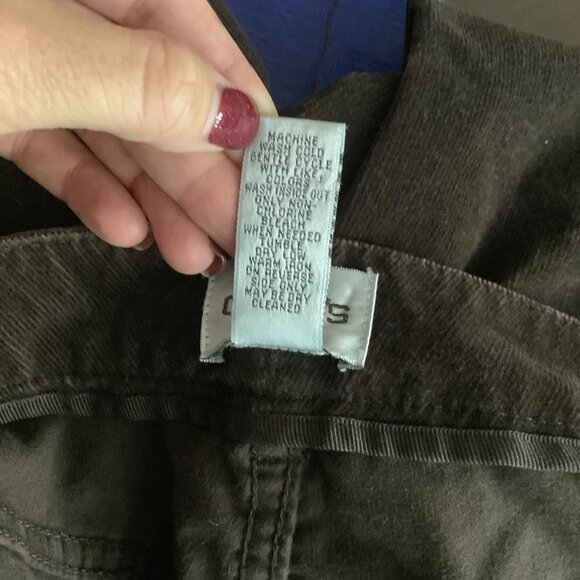 MACHINE
WASH COLD
GENTLE CYCLE
WITH LIKE
COLORS
WASH INSIDE OUT
ONLY NON
CHLORINE
BLEACH
WHEN NEEDED
TUMBLE
DRY LOW
WARM IRON
ON REVERSE
SIDE ONLY
MAY BE DRY
CLEANED